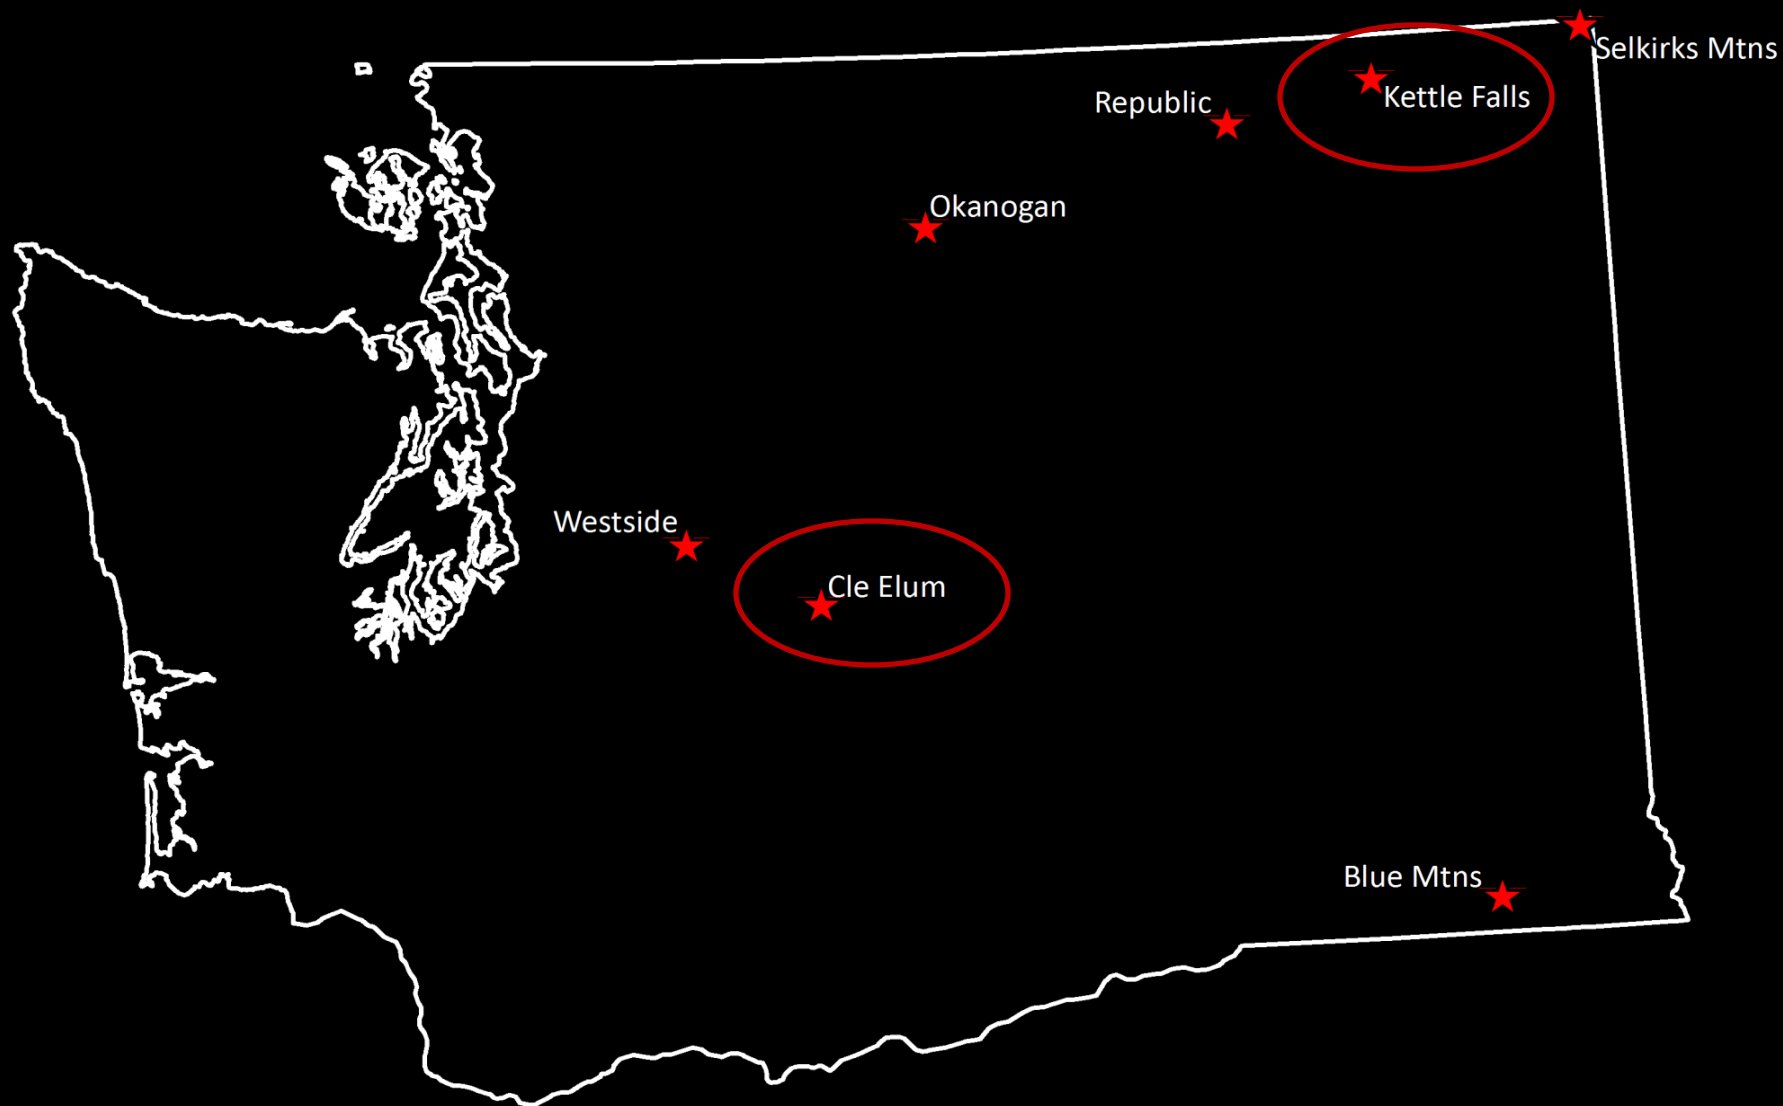 Selkirks Mtns
Kettle Falls
Republic
Okanogan
Westside
Cle Elum
Blue Mtns